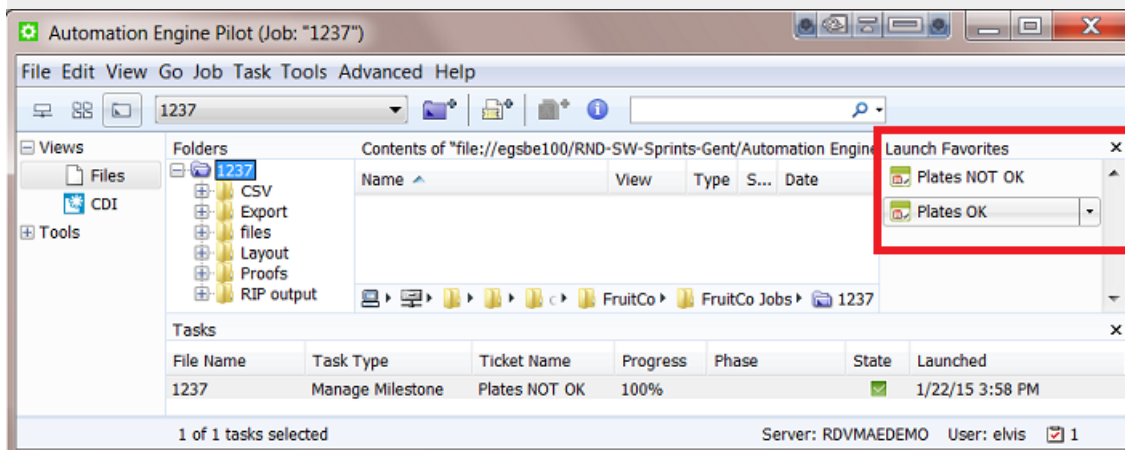 Automation Engine Pilot (Job: "1237")
File Edit View Go Job Task Tools Advanced Help
1237
Views
Files
CDI
Tools
Folders
1237
CSV
Export
files
Layout
Proofs
RIP output
Contents of "file://egsbe100/RND-SW-Sprints-Gent/Automation Engine
Name View Type S... Date
c FruitCo FruitCo Jobs 1237
Launch Favorites
Plates NOT OK
Plates OK
Tasks
File Name Task Type Ticket Name Progress Phase State Launched
1237 Manage Milestone Plates NOT OK 100% 1/22/15 3:58 PM
1 of 1 tasks selected Server: RDVMAEDEMO User: elvis 1